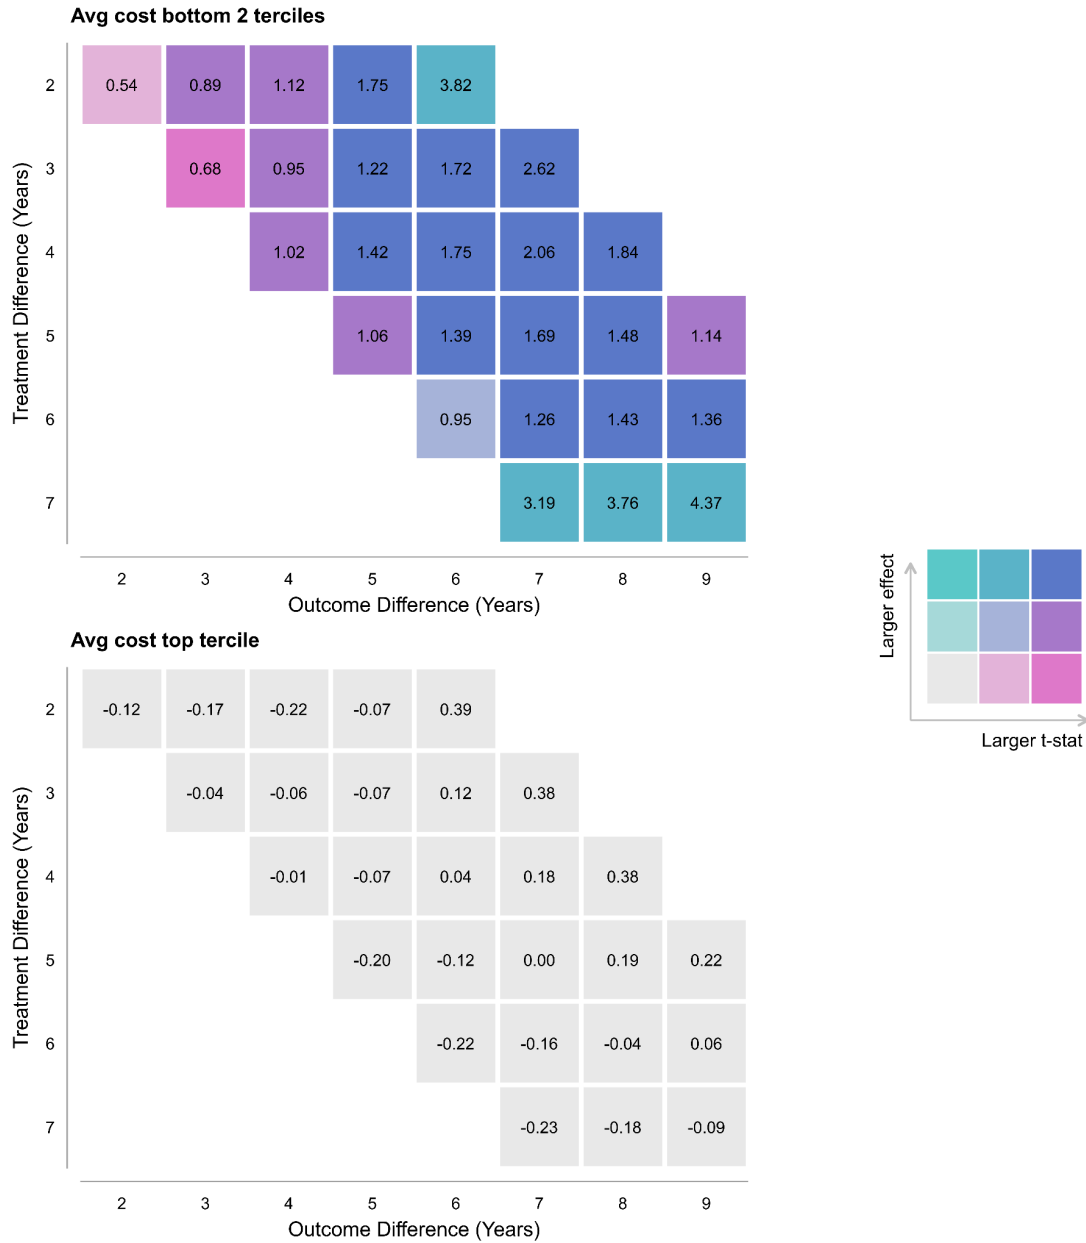 Avg cost bottom 2 terciles
Treatment Difference (Years)
2 0.54 0.89 1.12 1.75 3.82
3 0.68 0.95 1.22 1.72 2.62
4 1.02 1.42 1.75 2.06 1.84
5 1.06 1.39 1.69 1.48 1.14
6 0.95 1.26 1.43 1.36
7 3.19 3.76 4.37
2 3 4 5 6 7 8 9
Outcome Difference (Years)
Larger effect
Larger t-stat
Avg cost top tercile
Treatment Difference (Years)
2 -0.12 -0.17 -0.22 -0.07 0.39
3 -0.04 -0.06 -0.07 0.12 0.38
4 -0.01 -0.07 0.04 0.18 0.38
5 -0.20 -0.12 0.00 0.19 0.22
6 -0.22 -0.16 -0.04 0.06
7 -0.23 -0.18 -0.09
2 3 4 5 6 7 8 9
Outcome Difference (Years)